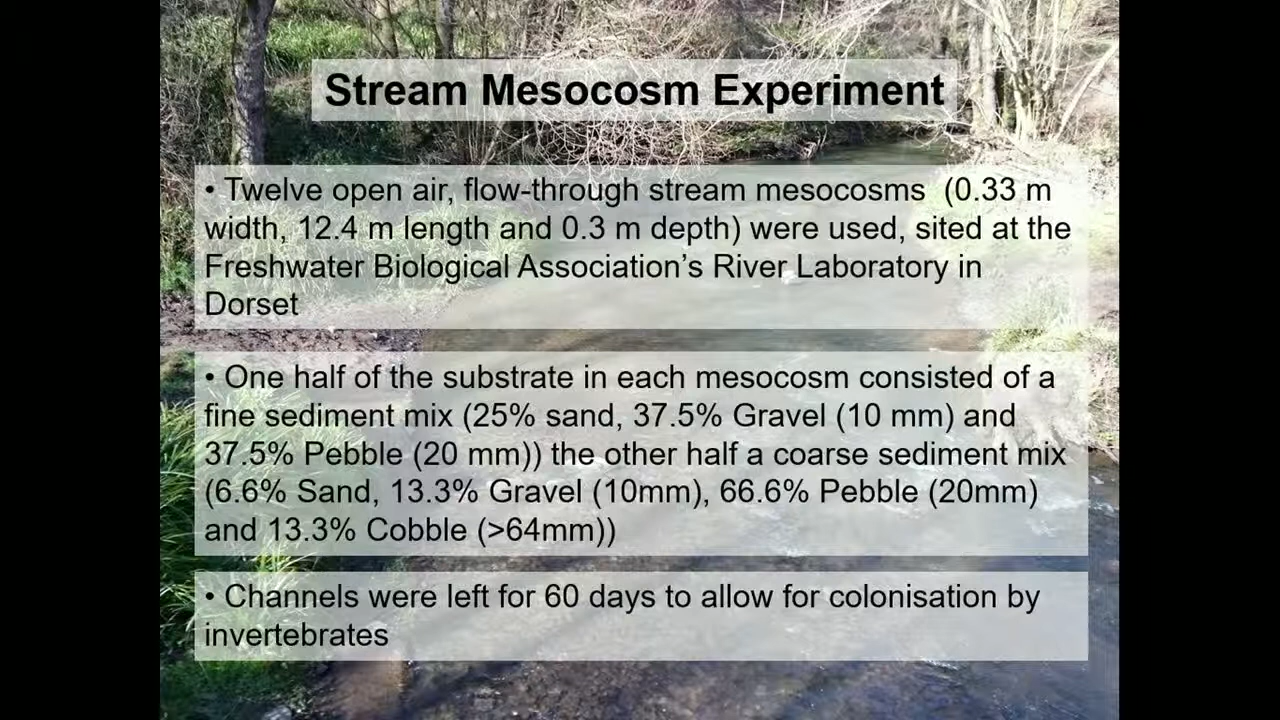 Stream Mesocosm Experiment
• Twelve open air, flow-through stream mesocosms (0.33 m
width, 12.4 m length and 0.3 m depth) were used, sited at the
Freshwater Biological Association’s River Laboratory in
Dorset
• One half of the substrate in each mesocosm consisted of a
fine sediment mix (25% sand, 37.5% Gravel (10 mm) and
37.5% Pebble (20 mm)) the other half a coarse sediment mix
(6.6% Sand, 13.3% Gravel (10mm), 66.6% Pebble (20mm)
and 13.3% Cobble (>64mm))
• Channels were left for 60 days to allow for colonisation by
invertebrates